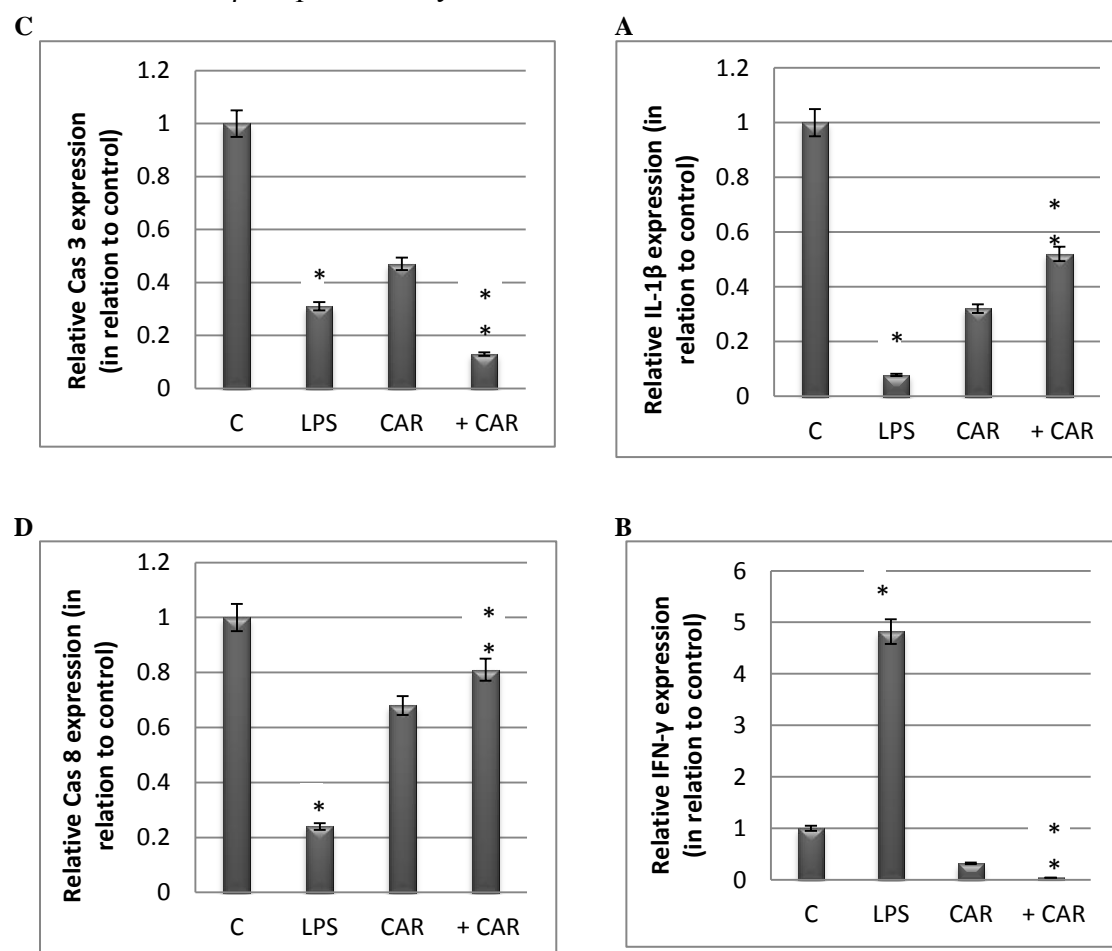 C
A
Relative Cas 3 expression
(in relation to control)
1.2
1
0.8
0.6
0.4
0.2
0
*
*
*
C LPS CAR + CAR
Relative IL-1β expression (in
relation to control)
1.2
1
0.8
0.6
0.4
0.2
0
*
*
*
C LPS CAR + CAR
D
B
Relative Cas 8 expression (in
relation to control)
1.2
1
0.8
0.6
0.4
0.2
0
*
*
*
C LPS CAR + CAR
Relative IFN-γ expression
(in relation to control)
6
5
4
3
2
1
0
*
*
*
C LPS CAR + CAR